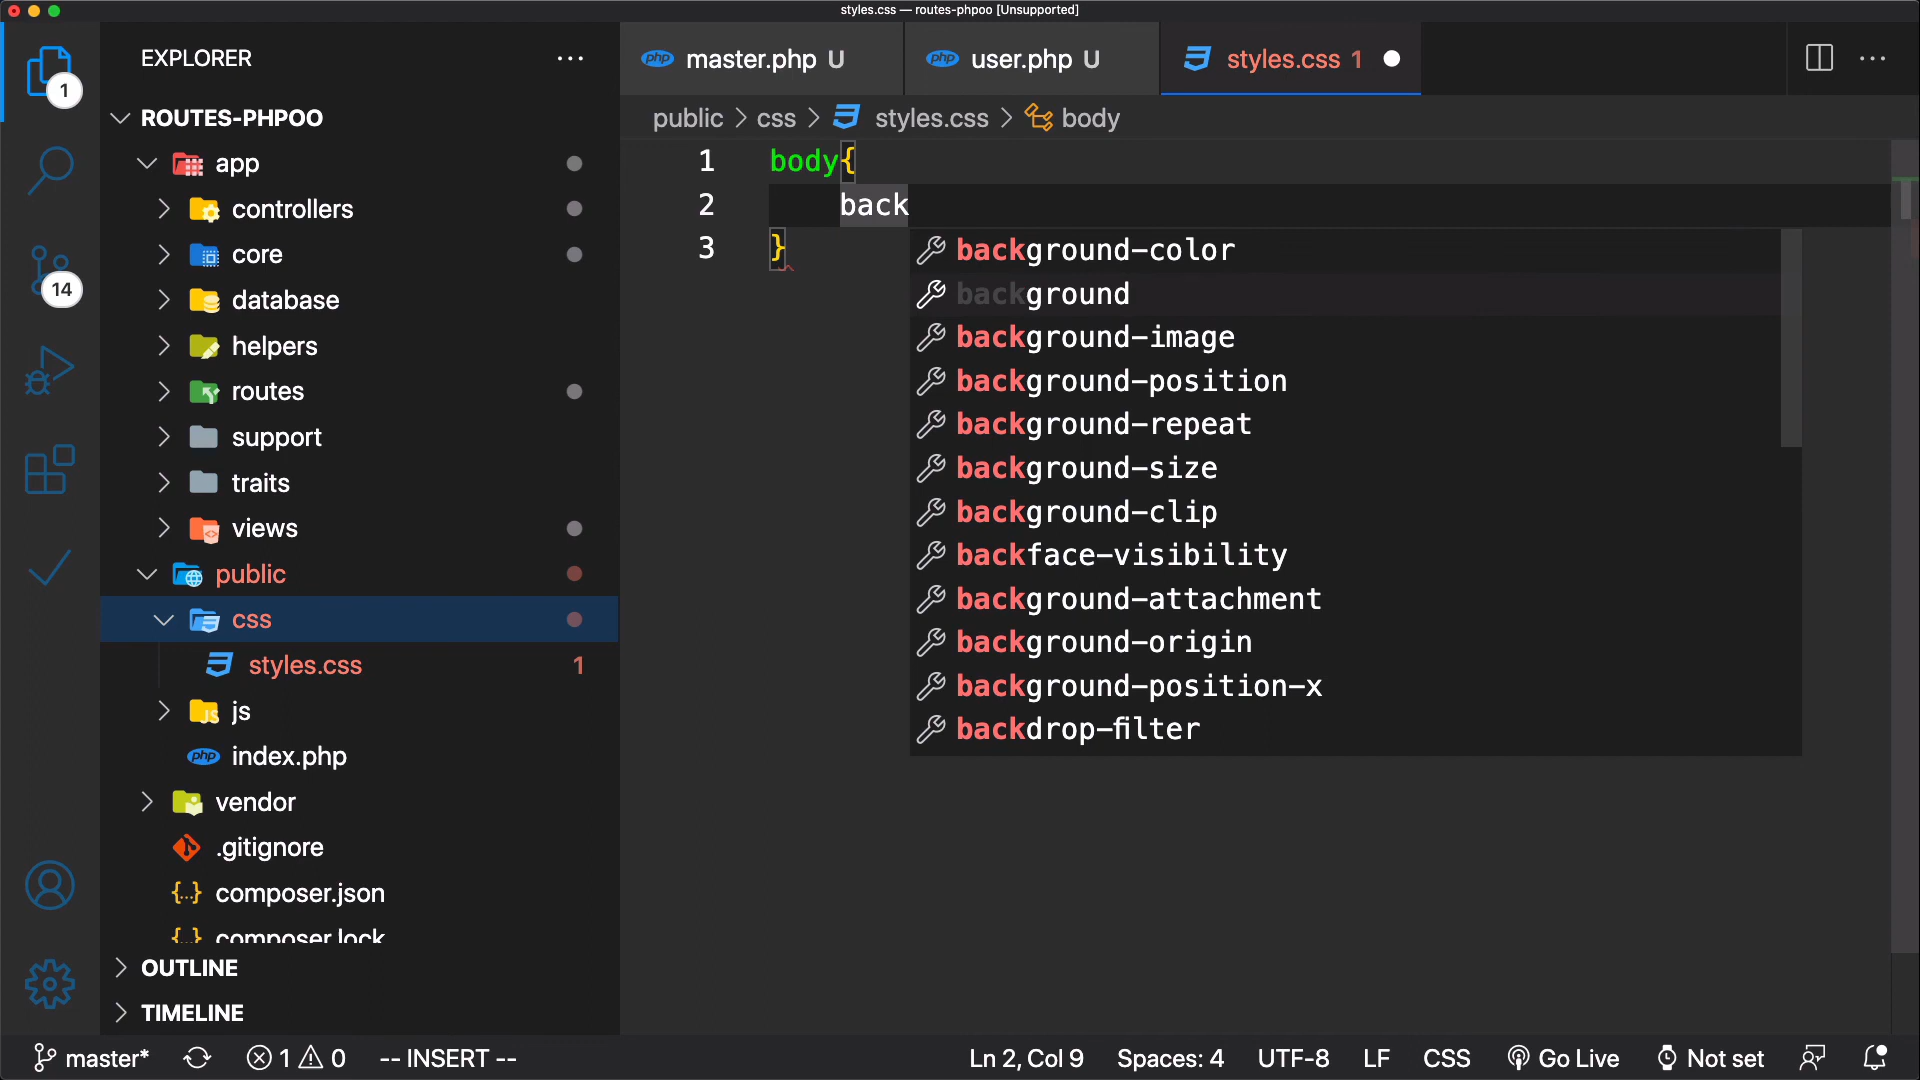 styles.css — routes-phpoo [Unsupported]
EXPLORER
1
ROUTES-PHPOO
app
controllers
core
14
database
helpers
routes
support
traits
views
public
css
styles.css 1
js
index.php
vendor
.gitignore
composer.json
composer.lock
OUTLINE
TIMELINE
master.php U
user.php U
styles.css 1
public > css > styles.css > body
1 body{
2 back
3 }
background-color
background
background-image
background-position
background-repeat
background-size
background-clip
backface-visibility
background-attachment
background-origin
background-position-x
backdrop-filter
master* 1 0 -- INSERT -- Ln 2, Col 9 Spaces: 4 UTF-8 LF CSS Go Live Not set